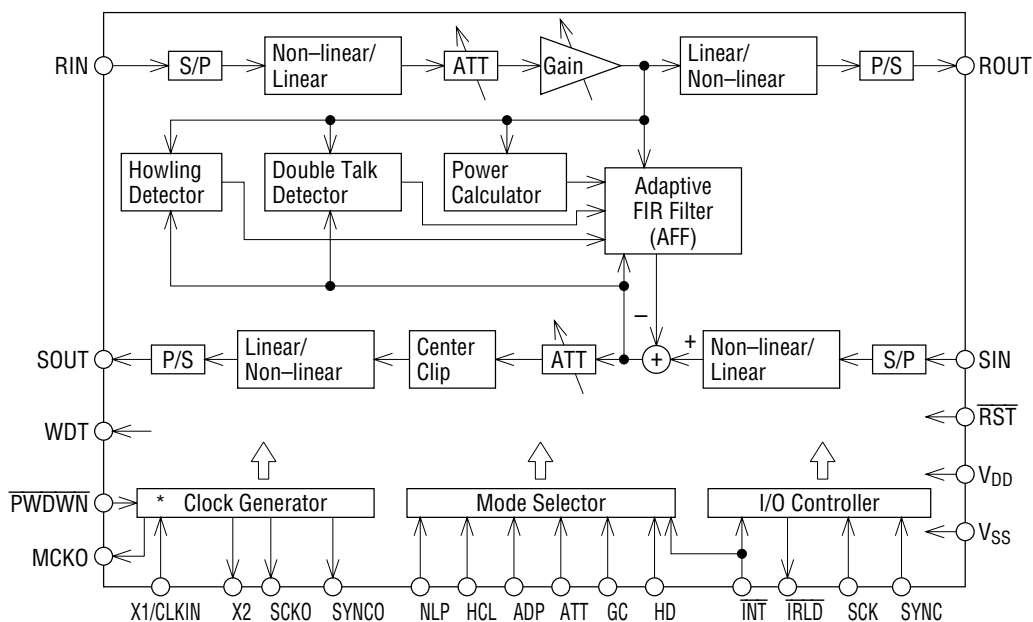 RIN
S/P
Non–linear/
Linear
ATT
Gain
Linear/
Non–linear
P/S
ROUT
Howling
Detector
Double Talk
Detector
Power
Calculator
Adaptive
FIR Filter
(AFF)
–
SOUT
P/S
Linear/
Non–linear
Center
Clip
ATT
+
+
Non–linear/
Linear
S/P
SIN
WDT
RST
PWDWN
* Clock Generator
Mode Selector
I/O Controller
VDD
MCKO
VSS
X1/CLKIN
X2
SCKO
SYNCO
NLP
HCL
ADP
ATT
GC
HD
INT
IRLD
SCK
SYNC